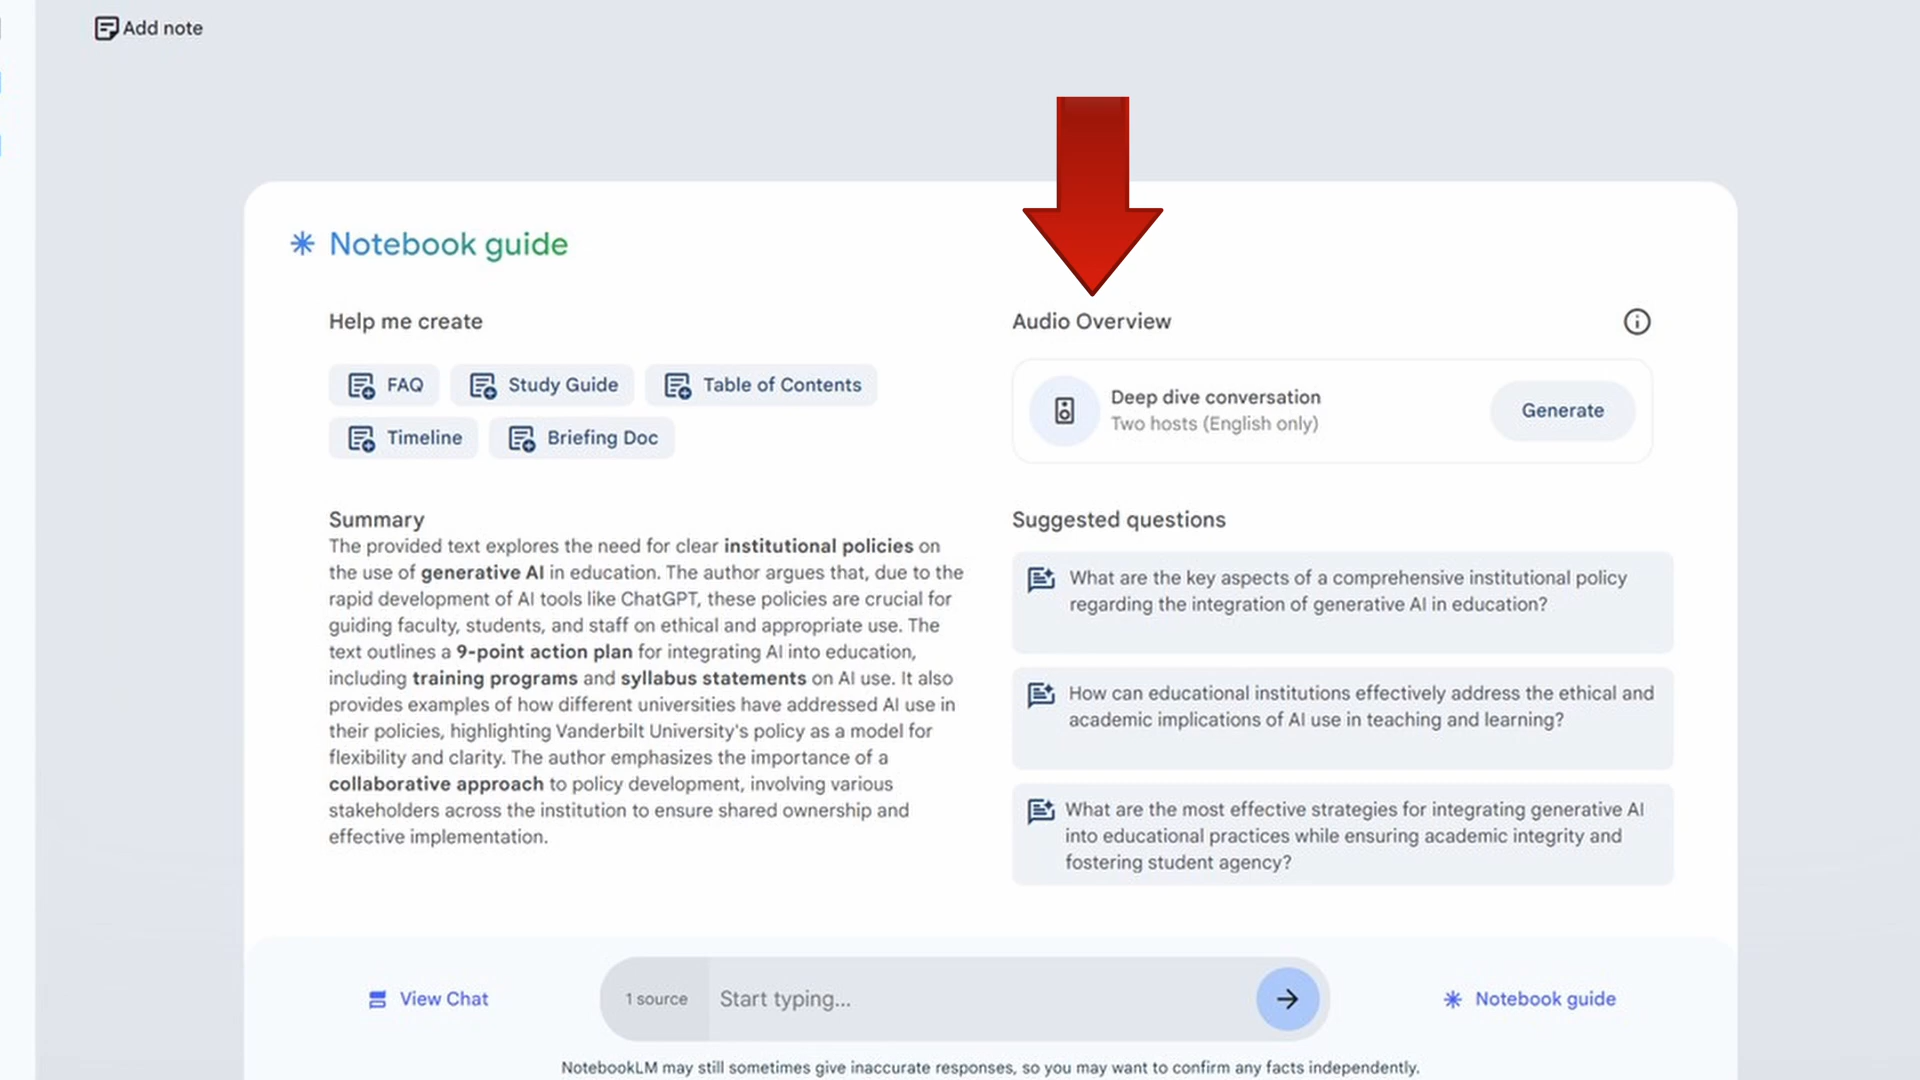 Add note
Notebook guide
Help me create
FAQ
Study Guide
Table of Contents
Timeline
Briefing Doc
Audio Overview
Deep dive conversation
Two hosts (English only)
Generate
Summary
The provided text explores the need for clear institutional policies on
the use of generative AI in education. The author argues that, due to the
rapid development of AI tools like ChatGPT, these policies are crucial for
guiding faculty, students, and staff on ethical and appropriate use. The
text outlines a 9-point action plan for integrating AI into education,
including training programs and syllabus statements on AI use. It also
provides examples of how different universities have addressed AI use in
their policies, highlighting Vanderbilt University's policy as a model for
flexibility and clarity. The author emphasizes the importance of a
collaborative approach to policy development, involving various
stakeholders across the institution to ensure shared ownership and
effective implementation.
Suggested questions
What are the key aspects of a comprehensive institutional policy
regarding the integration of generative AI in education?
How can educational institutions effectively address the ethical and
academic implications of AI use in teaching and learning?
What are the most effective strategies for integrating generative AI
into educational practices while ensuring academic integrity and
fostering student agency?
View Chat
1 source
Start typing...
Notebook guide
NotebookLM may still sometimes give inaccurate responses, so you may want to confirm any facts independently.